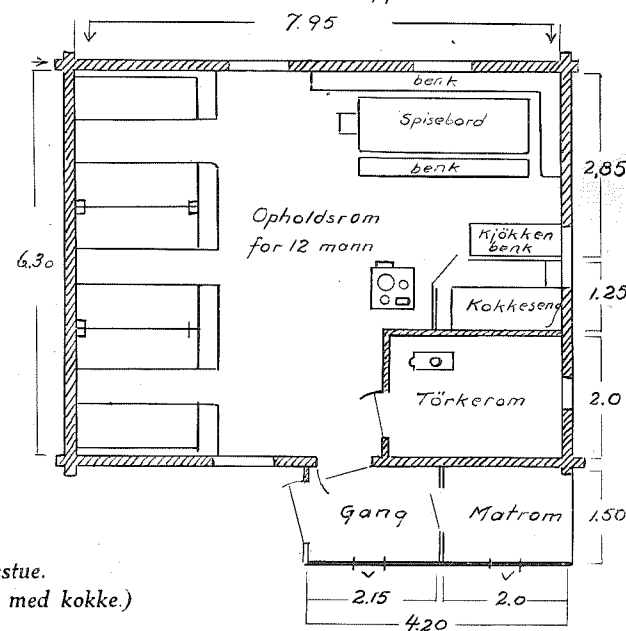 7.95
benk
Spisebord
benk
2,85
Opholdsrom
for 12 mann
Kjökken
benk
6.30
1.25
Kokkeseng
Törkerom
2.0
Gang
Matrom
1.50
estue.
med kokke.)
2.15
2.0
4.20